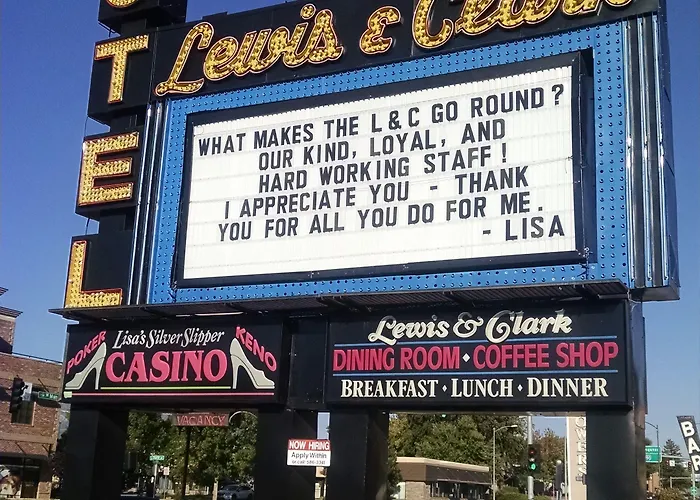 OTEL
Lewis & Clark
WHAT MAKES THE L & C GO ROUND?
OUR KIND, LOYAL, AND
HARD WORKING STAFF!
I APPRECIATE YOU - THANK
YOU FOR ALL YOU DO FOR ME.
- LISA
Lisa's Silver Slipper
POKER
CASINO
KENO
Lewis & Clark
DINING ROOM • COFFEE SHOP
BREAKFAST • LUNCH • DINNER
VACANCY
NOW HIRING
Apply Within
BAR